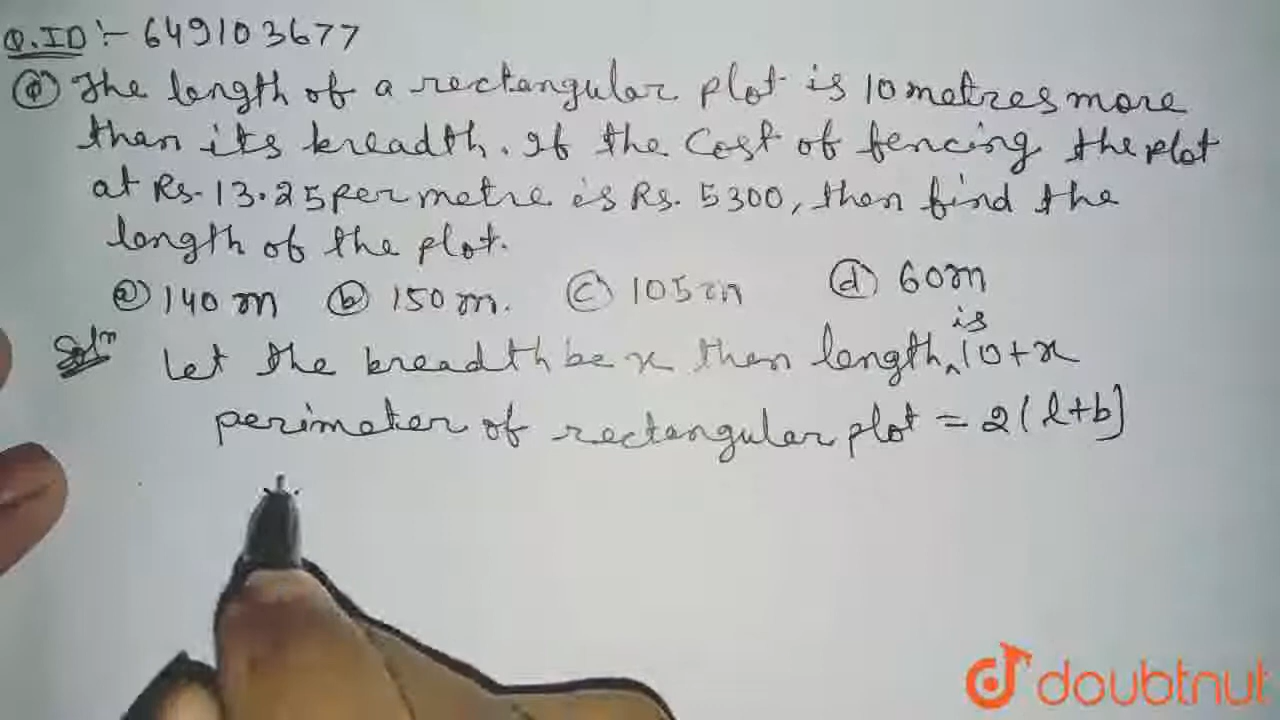 Q.ID :- 649103677
Q) The length of a rectangular plot is 10 metres more
than its breadth. If the cost of fencing the plot
at Rs. 13.25 per metre is Rs. 5300, then find the
length of the plot.
a) 140 m b) 150 m. c) 105 m d) 60 m
Soln Let the breadth be x then length is 10+x
perimeter of rectangular plot = 2(l+b)
doubtnut